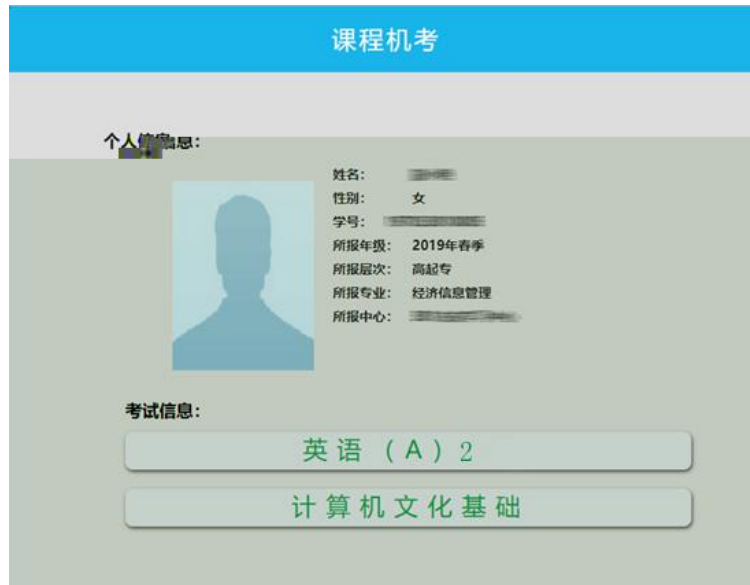 课程机考
个人信息：
姓名：
性别： 女
学号：
所报年级： 2019年春季
所报层次： 高起专
所报专业： 经济信息管理
所报中心：
考试信息：
英语（A）2
计算机文化基础